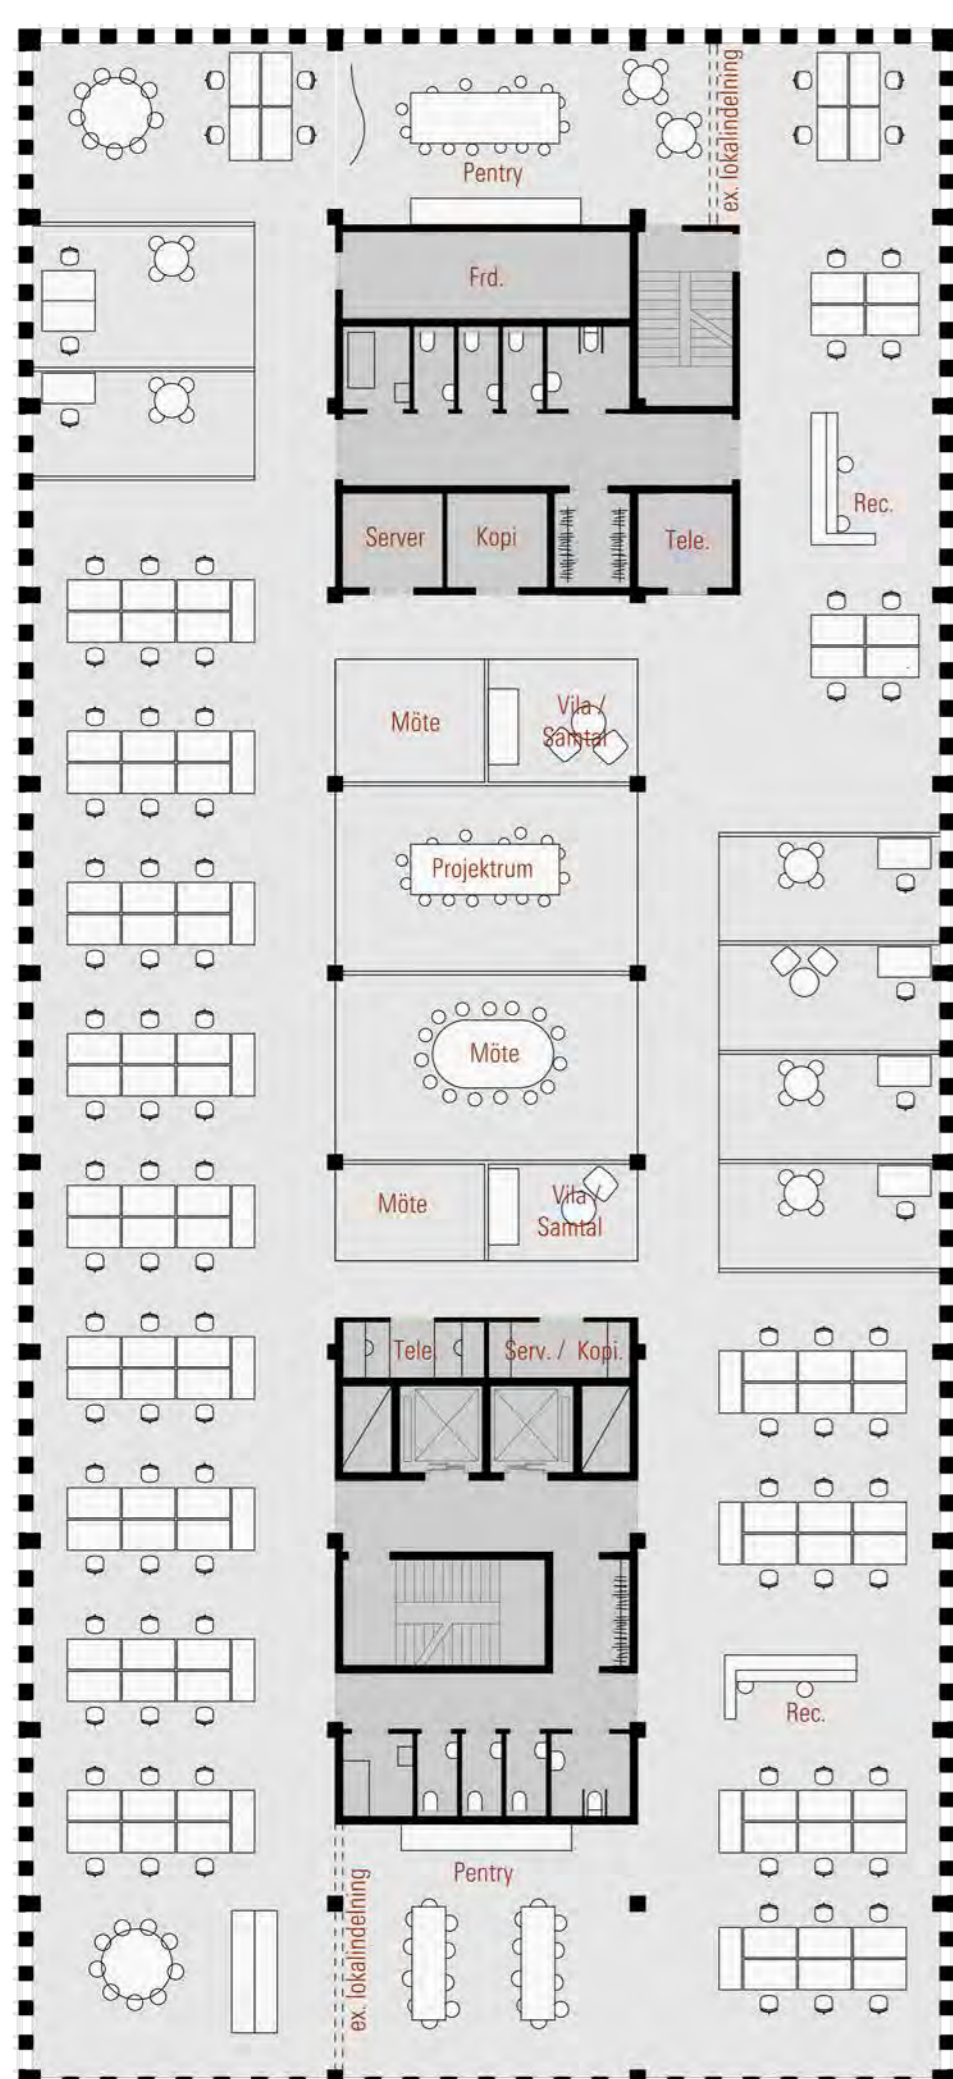 ex. lokalindelning
Pentry
Frd.
Rec.
Server
Kopi
Tele.
Möte
Vila /
Samtal
Projektrum
Möte
Möte
Vila /
Samtal
Tele.
Serv. / Kopi.
Rec.
Pentry
ex. lokalindelning